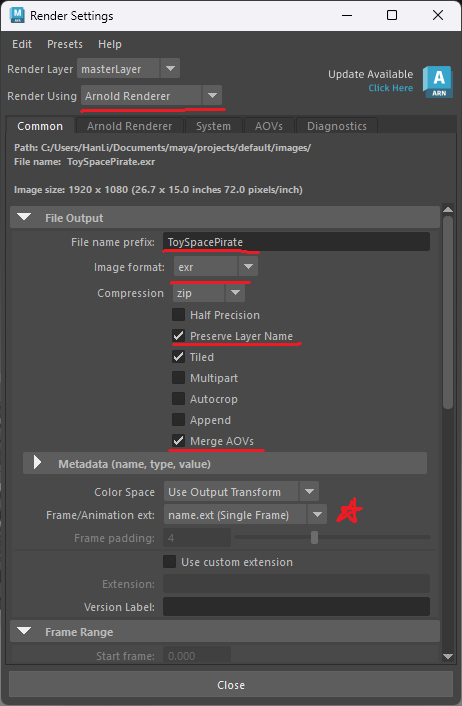 Render Settings
Edit Presets Help
Render Layer masterLayer
Update Available
Click Here
Render Using Arnold Renderer
ARN
Common Arnold Renderer System AOVs Diagnostics
Path: C:/Users/HanLi/Documents/maya/projects/default/images/
File name: ToySpacePirate.exr
Image size: 1920 x 1080 (26.7 x 15.0 inches 72.0 pixels/inch)
File Output
File name prefix: ToySpacePirate
Image format: exr
Compression zip
Half Precision
Preserve Layer Name
Tiled
Multipart
Autocrop
Append
Merge AOVs
Metadata (name, type, value)
Color Space Use Output Transform
Frame/Animation ext: name.ext (Single Frame)
Frame padding: 4
Use custom extension
Extension:
Version Label:
Frame Range
Start frame: 0.000
Close